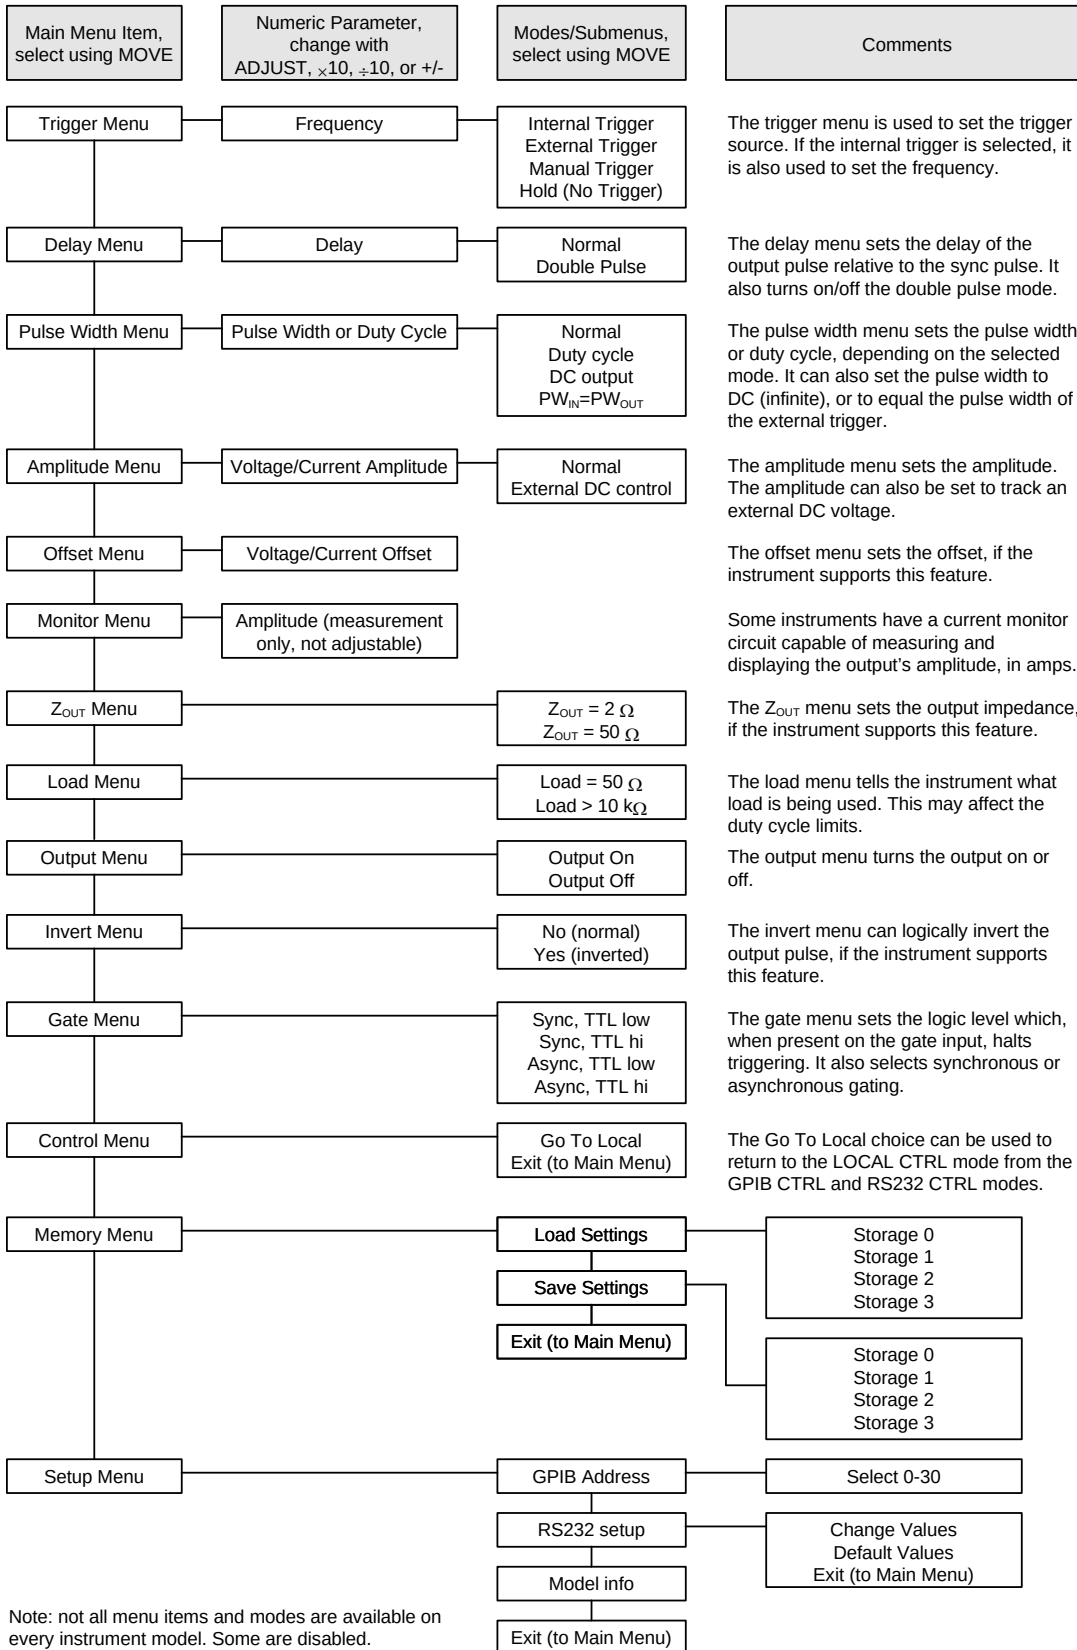 Main Menu Item,
select using MOVE
Numeric Parameter,
change with
ADJUST, ×10, ÷10, or +/-
Modes/Submenus,
select using MOVE
Comments
Trigger Menu
Frequency
Internal Trigger
External Trigger
Manual Trigger
Hold (No Trigger)
The trigger menu is used to set the trigger
source. If the internal trigger is selected, it
is also used to set the frequency.
Delay Menu
Delay
Normal
Double Pulse
The delay menu sets the delay of the
output pulse relative to the sync pulse. It
also turns on/off the double pulse mode.
Pulse Width Menu
Pulse Width or Duty Cycle
Normal
Duty cycle
DC output
PWIN=PWOUT
The pulse width menu sets the pulse width
or duty cycle, depending on the selected
mode. It can also set the pulse width to
DC (infinite), or to equal the pulse width of
the external trigger.
Amplitude Menu
Voltage/Current Amplitude
Normal
External DC control
The amplitude menu sets the amplitude.
The amplitude can also be set to track an
external DC voltage.
Offset Menu
Voltage/Current Offset
The offset menu sets the offset, if the
instrument supports this feature.
Monitor Menu
Amplitude (measurement
only, not adjustable)
Some instruments have a current monitor
circuit capable of measuring and
displaying the output's amplitude, in amps.
ZOUT Menu
ZOUT = 2 Ω
ZOUT = 50 Ω
The ZOUT menu sets the output impedance,
if the instrument supports this feature.
Load Menu
Load = 50 Ω
Load > 10 kΩ
The load menu tells the instrument what
load is being used. This may affect the
duty cycle limits.
Output Menu
Output On
Output Off
The output menu turns the output on or
off.
Invert Menu
No (normal)
Yes (inverted)
The invert menu can logically invert the
output pulse, if the instrument supports
this feature.
Gate Menu
Sync, TTL low
Sync, TTL hi
Async, TTL low
Async, TTL hi
The gate menu sets the logic level which,
when present on the gate input, halts
triggering. It also selects synchronous or
asynchronous gating.
Control Menu
Go To Local
Exit (to Main Menu)
The Go To Local choice can be used to
return to the LOCAL CTRL mode from the
GPIB CTRL and RS232 CTRL modes.
Memory Menu
Load Settings
Storage 0
Storage 1
Storage 2
Storage 3
Save Settings
Exit (to Main Menu)
Storage 0
Storage 1
Storage 2
Storage 3
Setup Menu
GPIB Address
Select 0-30
RS232 setup
Change Values
Default Values
Exit (to Main Menu)
Model info
Exit (to Main Menu)
Note: not all menu items and modes are available on
every instrument model. Some are disabled.